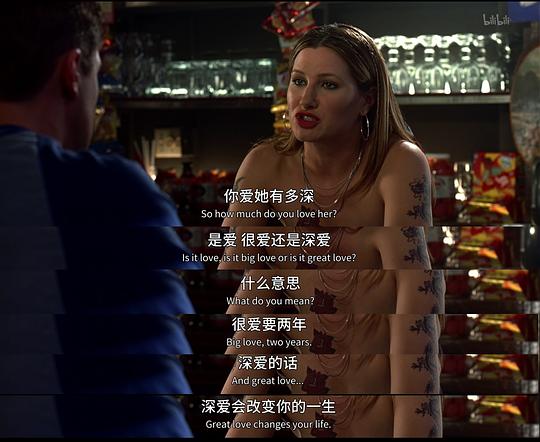 bilibili
你爱她有多深
So how much do you love her?
是爱 很爱还是深爱
Is it love, is it big love or is it great love?
什么意思
What do you mean?
很爱要两年
Big love, two years.
深爱的话
And great love...
深爱会改变你的一生
Great love changes your life.